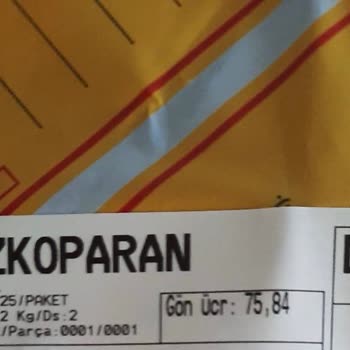 ZKOPARAN
25/PAKET
2 Kg/Ds:2
/Parça:0001/0001
Gön Ücr: 75,84